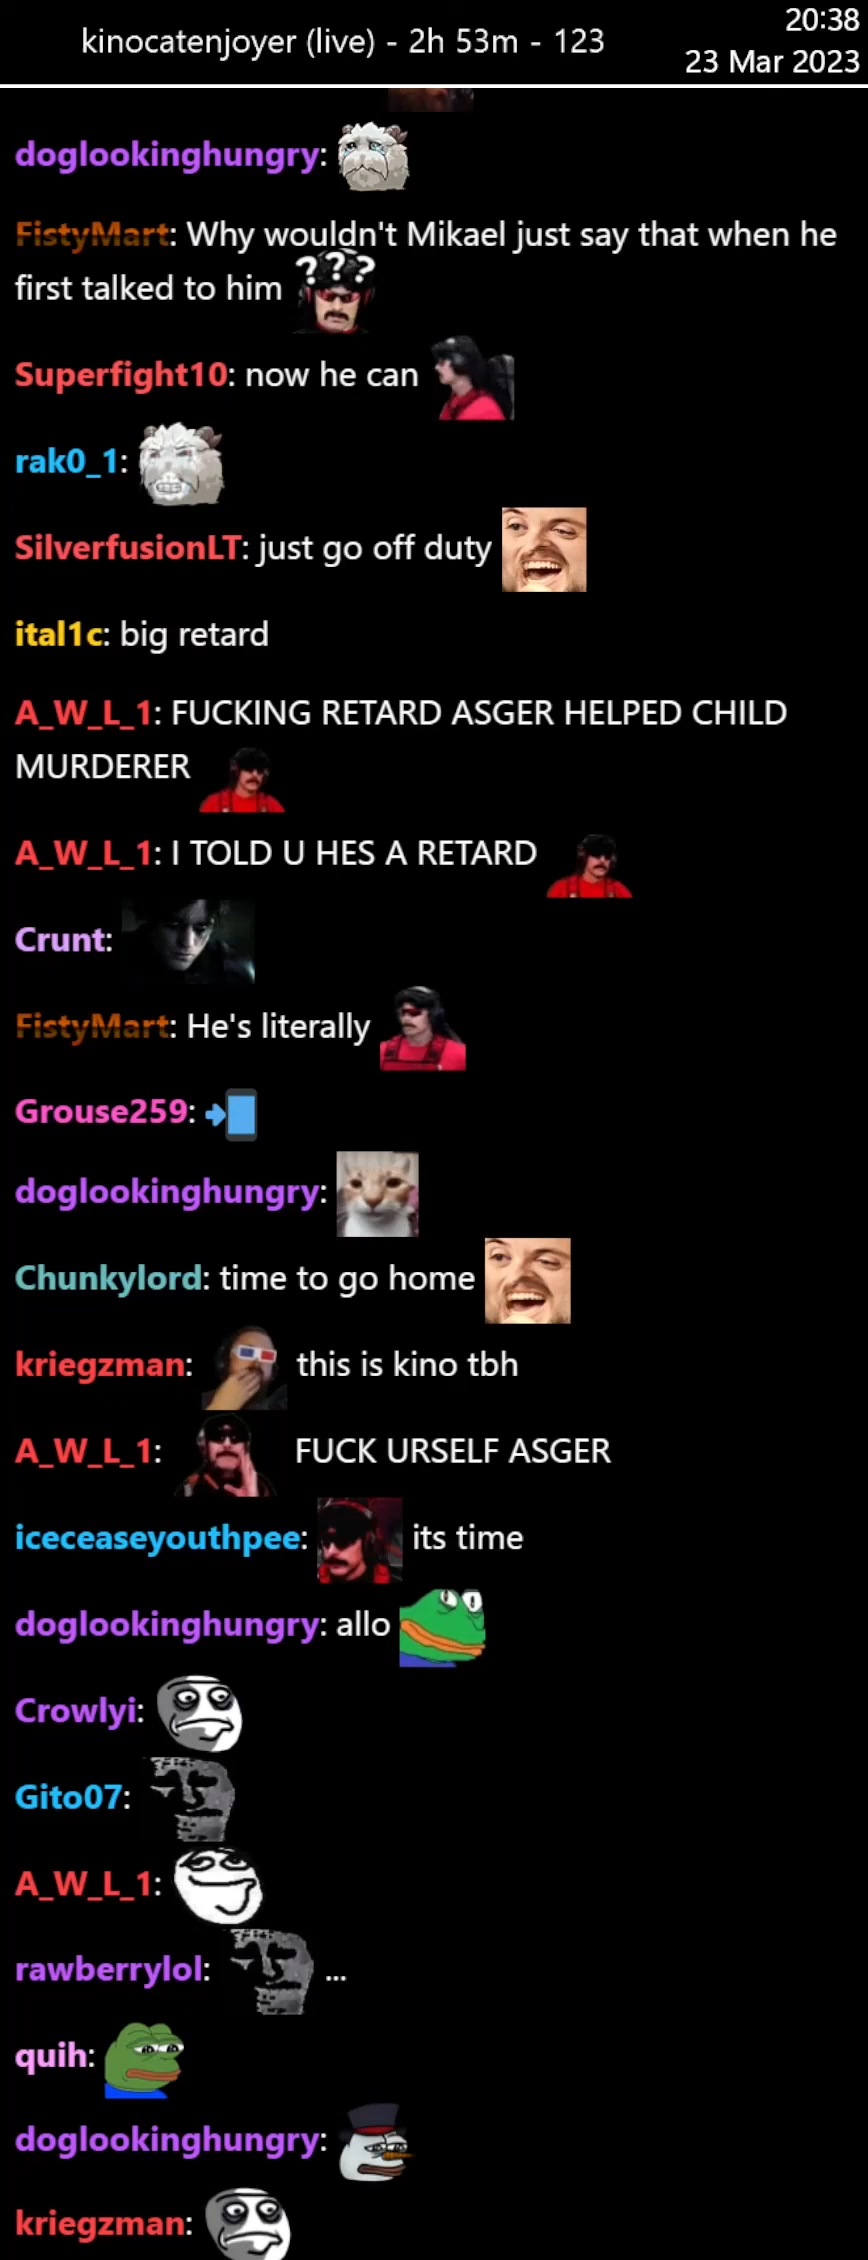 kinocatenjoyer (live) - 2h 53m - 123
20:38
23 Mar 2023
doglookinghungry:
FistyMart: Why wouldn't Mikael just say that when he
first talked to him ???
Superfight10: now he can
rak0_1:
SilverfusionLT: just go off duty
ital1c: big retard
A_W_L_1: FUCKING RETARD ASGER HELPED CHILD
MURDERER
A_W_L_1: I TOLD U HES A RETARD
Crunt:
FistyMart: He's literally
Grouse259:
doglookinghungry:
Chunkylord: time to go home
kriegzman: this is kino tbh
A_W_L_1: FUCK URSELF ASGER
iceceaseyouthpee: its time
doglookinghungry: allo
Crowlyi:
Gito07:
A_W_L_1:
rawberrylol: ...
quih:
doglookinghungry:
kriegzman: